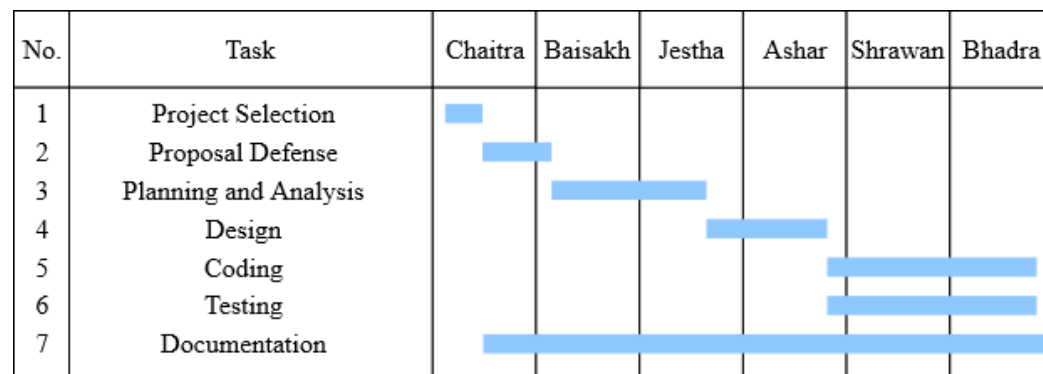 No. Task Chaitra Baisakh Jestha Ashar Shrawan Bhadra
1 Project Selection
2 Proposal Defense
3 Planning and Analysis
4 Design
5 Coding
6 Testing
7 Documentation